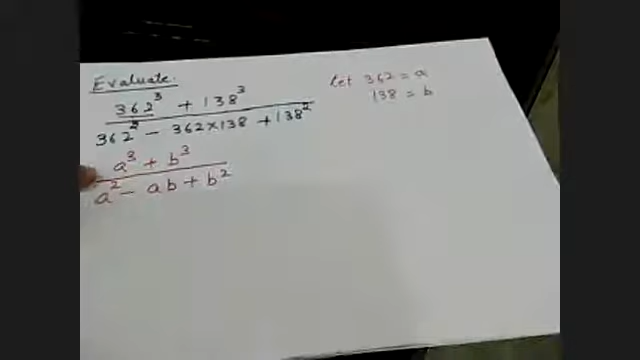 Evaluate.
362³ + 138³
362² - 362×138 + 138²
let 362 = a
138 = b
a³ + b³
a² - ab + b²